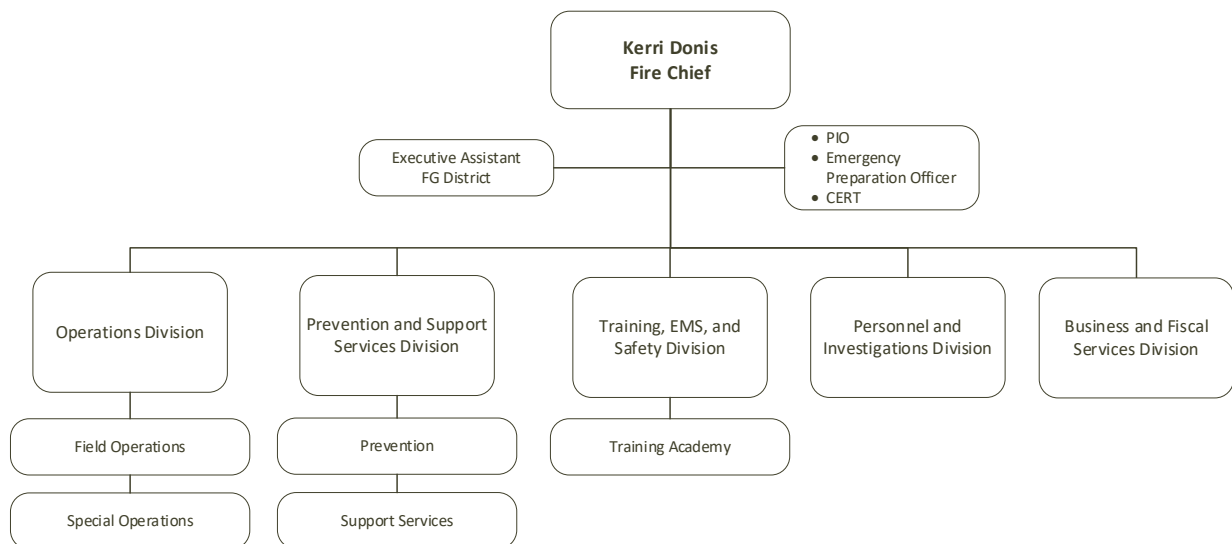 Kerri Donis
Fire Chief
Executive Assistant
FG District
• PIO
• Emergency
Preparation Officer
• CERT
Operations Division
Prevention and Support
Services Division
Training, EMS, and
Safety Division
Personnel and
Investigations Division
Business and Fiscal
Services Division
Field Operations
Prevention
Training Academy
Special Operations
Support Services